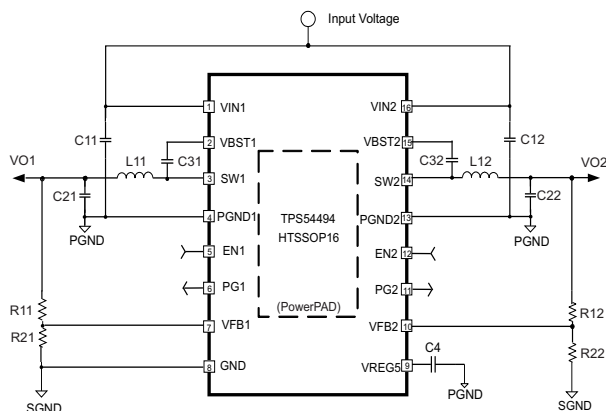 Input Voltage
1 VIN1 VIN2 16
C11 C12
2 VBST1 VBST2 15
VO1 L11 C31 C32 L12 VO2
3 SW1 SW2 14
C21 TPS54494 C22
4 PGND1 HTSSOP16 PGND2 13
PGND PGND
5 EN1 EN2 12
6 PG1 PG2 11
(PowerPAD)
R11 R12
7 VFB1 VFB2 10
R21 R22
C4
8 GND VREG5 9
PGND
SGND SGND